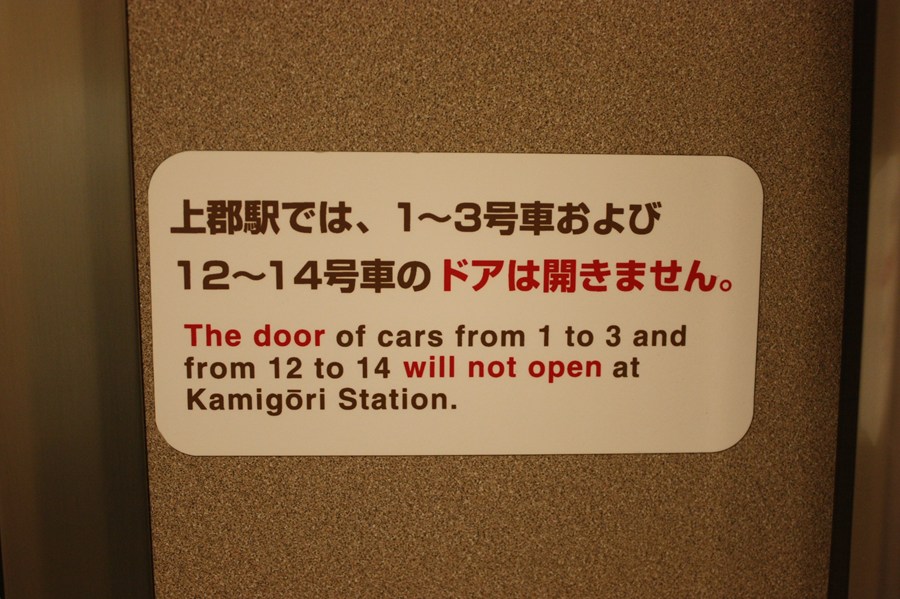 上郡駅では、1〜3号車および
12〜14号車のドアは開きません。
The door of cars from 1 to 3 and
from 12 to 14 will not open at
Kamigōri Station.